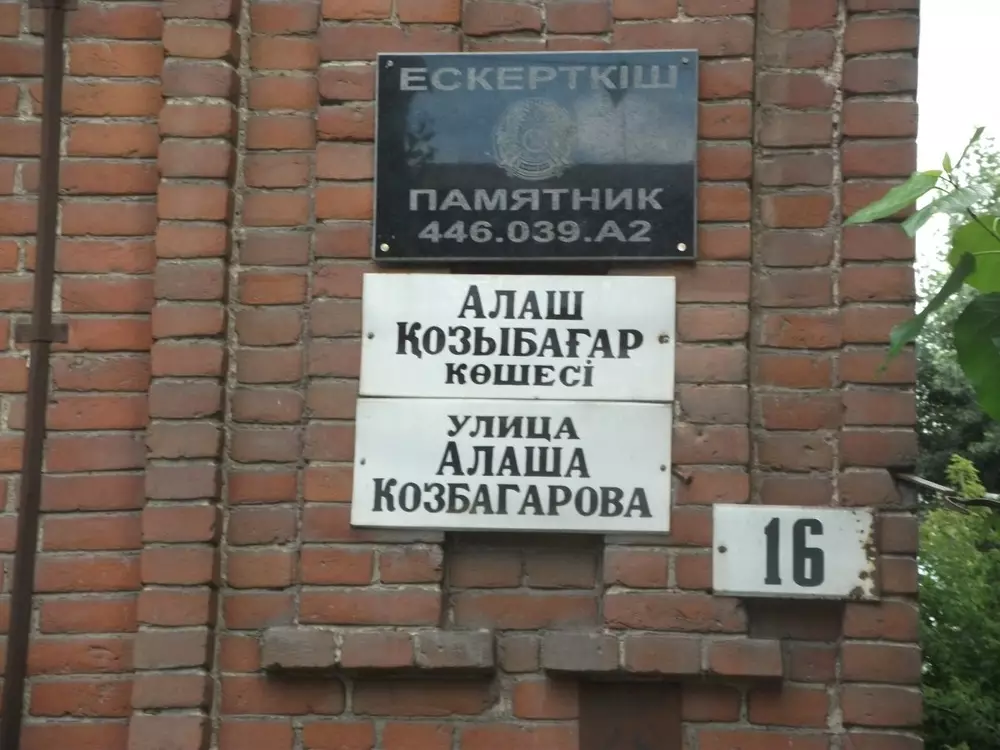 ЕСКЕРТКІШ
ПАМЯТНИК
446.039.А2
АЛАШ
ҚОЗЫБАҒАР
КӨШЕСІ
УЛИЦА
АЛАША
КОЗБАГАРОВА
16